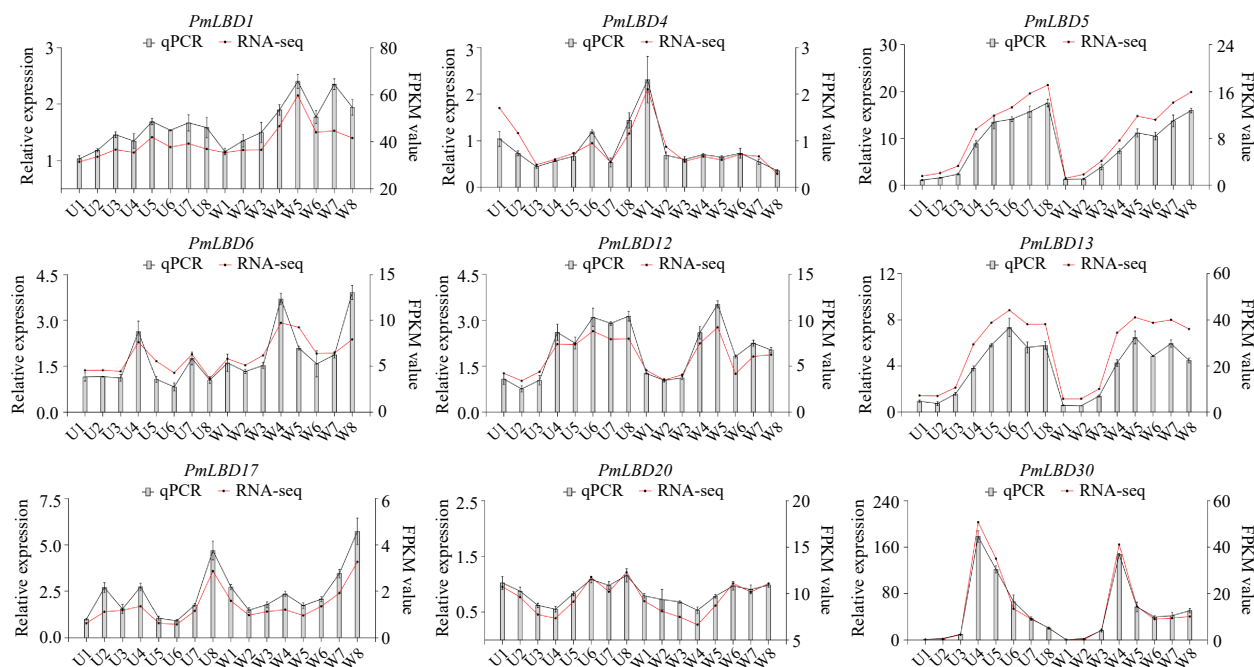 PmLBD1
qPCR RNA-seq
Relative expression
3
2
1
80
60
40
20
FPKM value
U1 U2 U3 U4 U5 U6 U7 U8 W1 W2 W3 W4 W5 W6 W7 W8
PmLBD4
qPCR RNA-seq
Relative expression
3
2
1
0
3
2
1
0
FPKM value
U1 U2 U3 U4 U5 U6 U7 U8 W1 W2 W3 W4 W5 W6 W7 W8
PmLBD5
qPCR RNA-seq
Relative expression
30
20
10
0
24
16
8
0
FPKM value
U1 U2 U3 U4 U5 U6 U7 U8 W1 W2 W3 W4 W5 W6 W7 W8
PmLBD6
qPCR RNA-seq
Relative expression
4.5
3.0
1.5
0.0
15
10
5
0
FPKM value
U1 U2 U3 U4 U5 U6 U7 U8 W1 W2 W3 W4 W5 W6 W7 W8
PmLBD12
qPCR RNA-seq
Relative expression
4.5
3.0
1.5
0.0
15
10
5
0
FPKM value
U1 U2 U3 U4 U5 U6 U7 U8 W1 W2 W3 W4 W5 W6 W7 W8
PmLBD13
qPCR RNA-seq
Relative expression
12
8
4
0
60
40
20
0
FPKM value
U1 U2 U3 U4 U5 U6 U7 U8 W1 W2 W3 W4 W5 W6 W7 W8
PmLBD17
qPCR RNA-seq
Relative expression
7.5
5.0
2.5
0.0
6
4
2
0
FPKM value
U1 U2 U3 U4 U5 U6 U7 U8 W1 W2 W3 W4 W5 W6 W7 W8
PmLBD20
qPCR RNA-seq
Relative expression
2.5
1.5
0.5
20
15
10
5
FPKM value
U1 U2 U3 U4 U5 U6 U7 U8 W1 W2 W3 W4 W5 W6 W7 W8
PmLBD30
qPCR RNA-seq
Relative expression
240
160
80
0
60
40
20
0
FPKM value
U1 U2 U3 U4 U5 U6 U7 U8 W1 W2 W3 W4 W5 W6 W7 W8